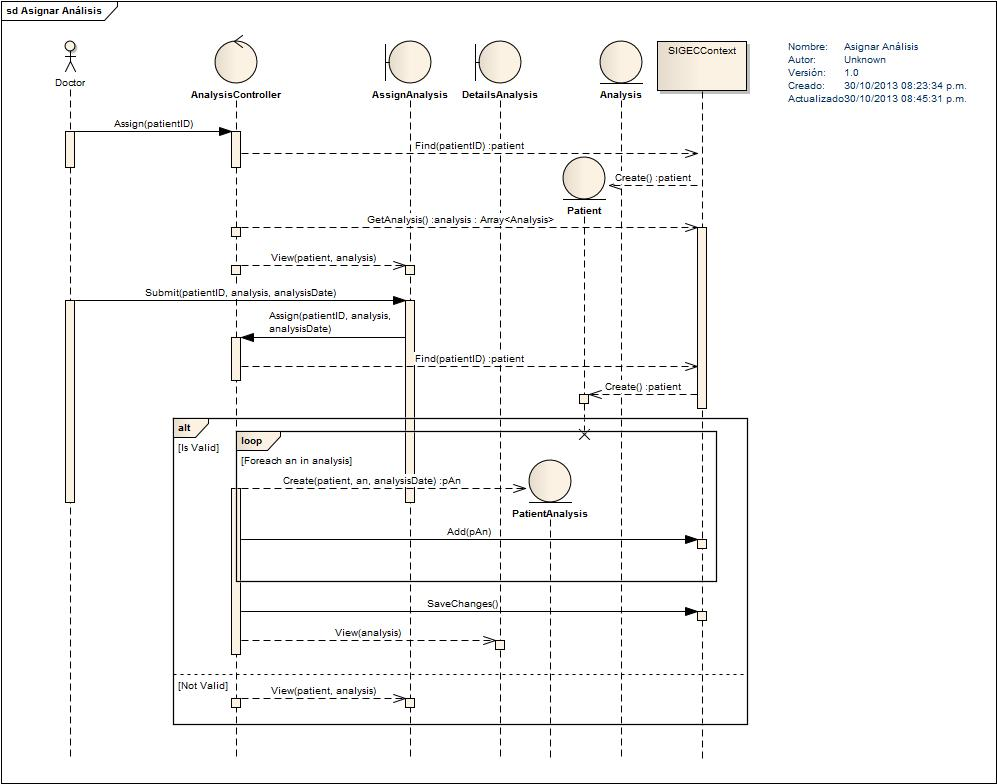 sd Asignar Análisis
SIGECContext
Nombre: Asignar Análisis
Autor: Unknown
Versión: 1.0
Creado: 30/10/2013 08:23:34 p.m.
Actualizado30/10/2013 08:45:31 p.m.
Doctor
AnalysisController
AssignAnalysis
DetailsAnalysis
Analysis
Assign(patientID)
Find(patientID) :patient
Create() :patient
Patient
GetAnalysis() :analysis : Array<Analysis>
View(patient, analysis)
Submit(patientID, analysis, analysisDate)
Assign(patientID, analysis,
analysisDate)
Find(patientID) :patient
Create() :patient
alt
[Is Valid]
loop
[Foreach an in analysis]
Create(patient, an, analysisDate) :pAn
PatientAnalysis
Add(pAn)
SaveChanges()
View(analysis)
[Not Valid]
View(patient, analysis)